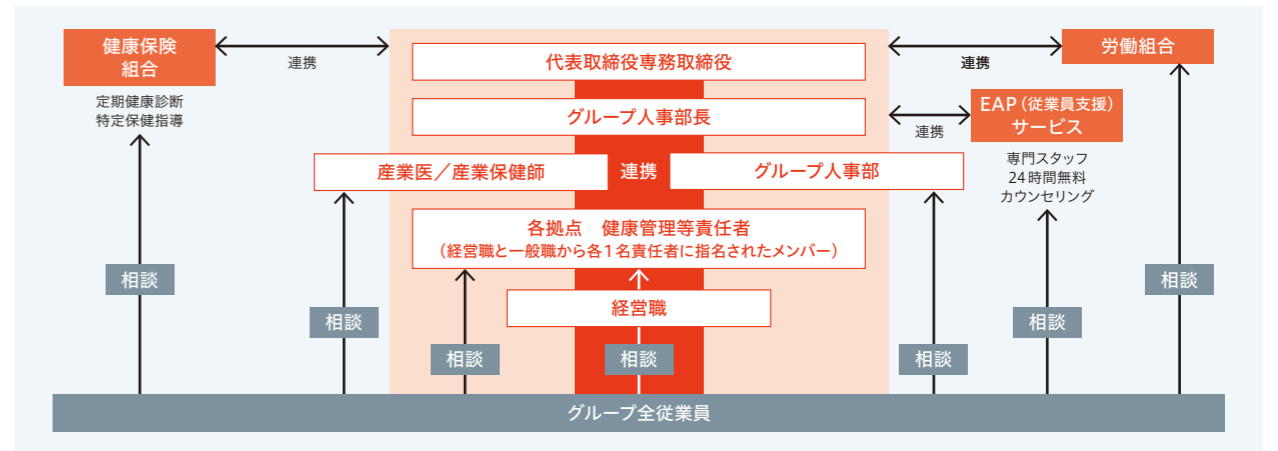 健康保険
組合
定期健康診断
特定保健指導
連携
代表取締役専務取締役
グループ人事部長
産業医／産業保健師
連携
グループ人事部
各拠点　健康管理等責任者
（経営職と一般職から各1名責任者に指名されたメンバー）
経営職
連携
労働組合
連携
EAP（従業員支援）
サービス
専門スタッフ
24時間無料
カウンセリング
相談
相談
相談
相談
相談
相談
相談
グループ全従業員